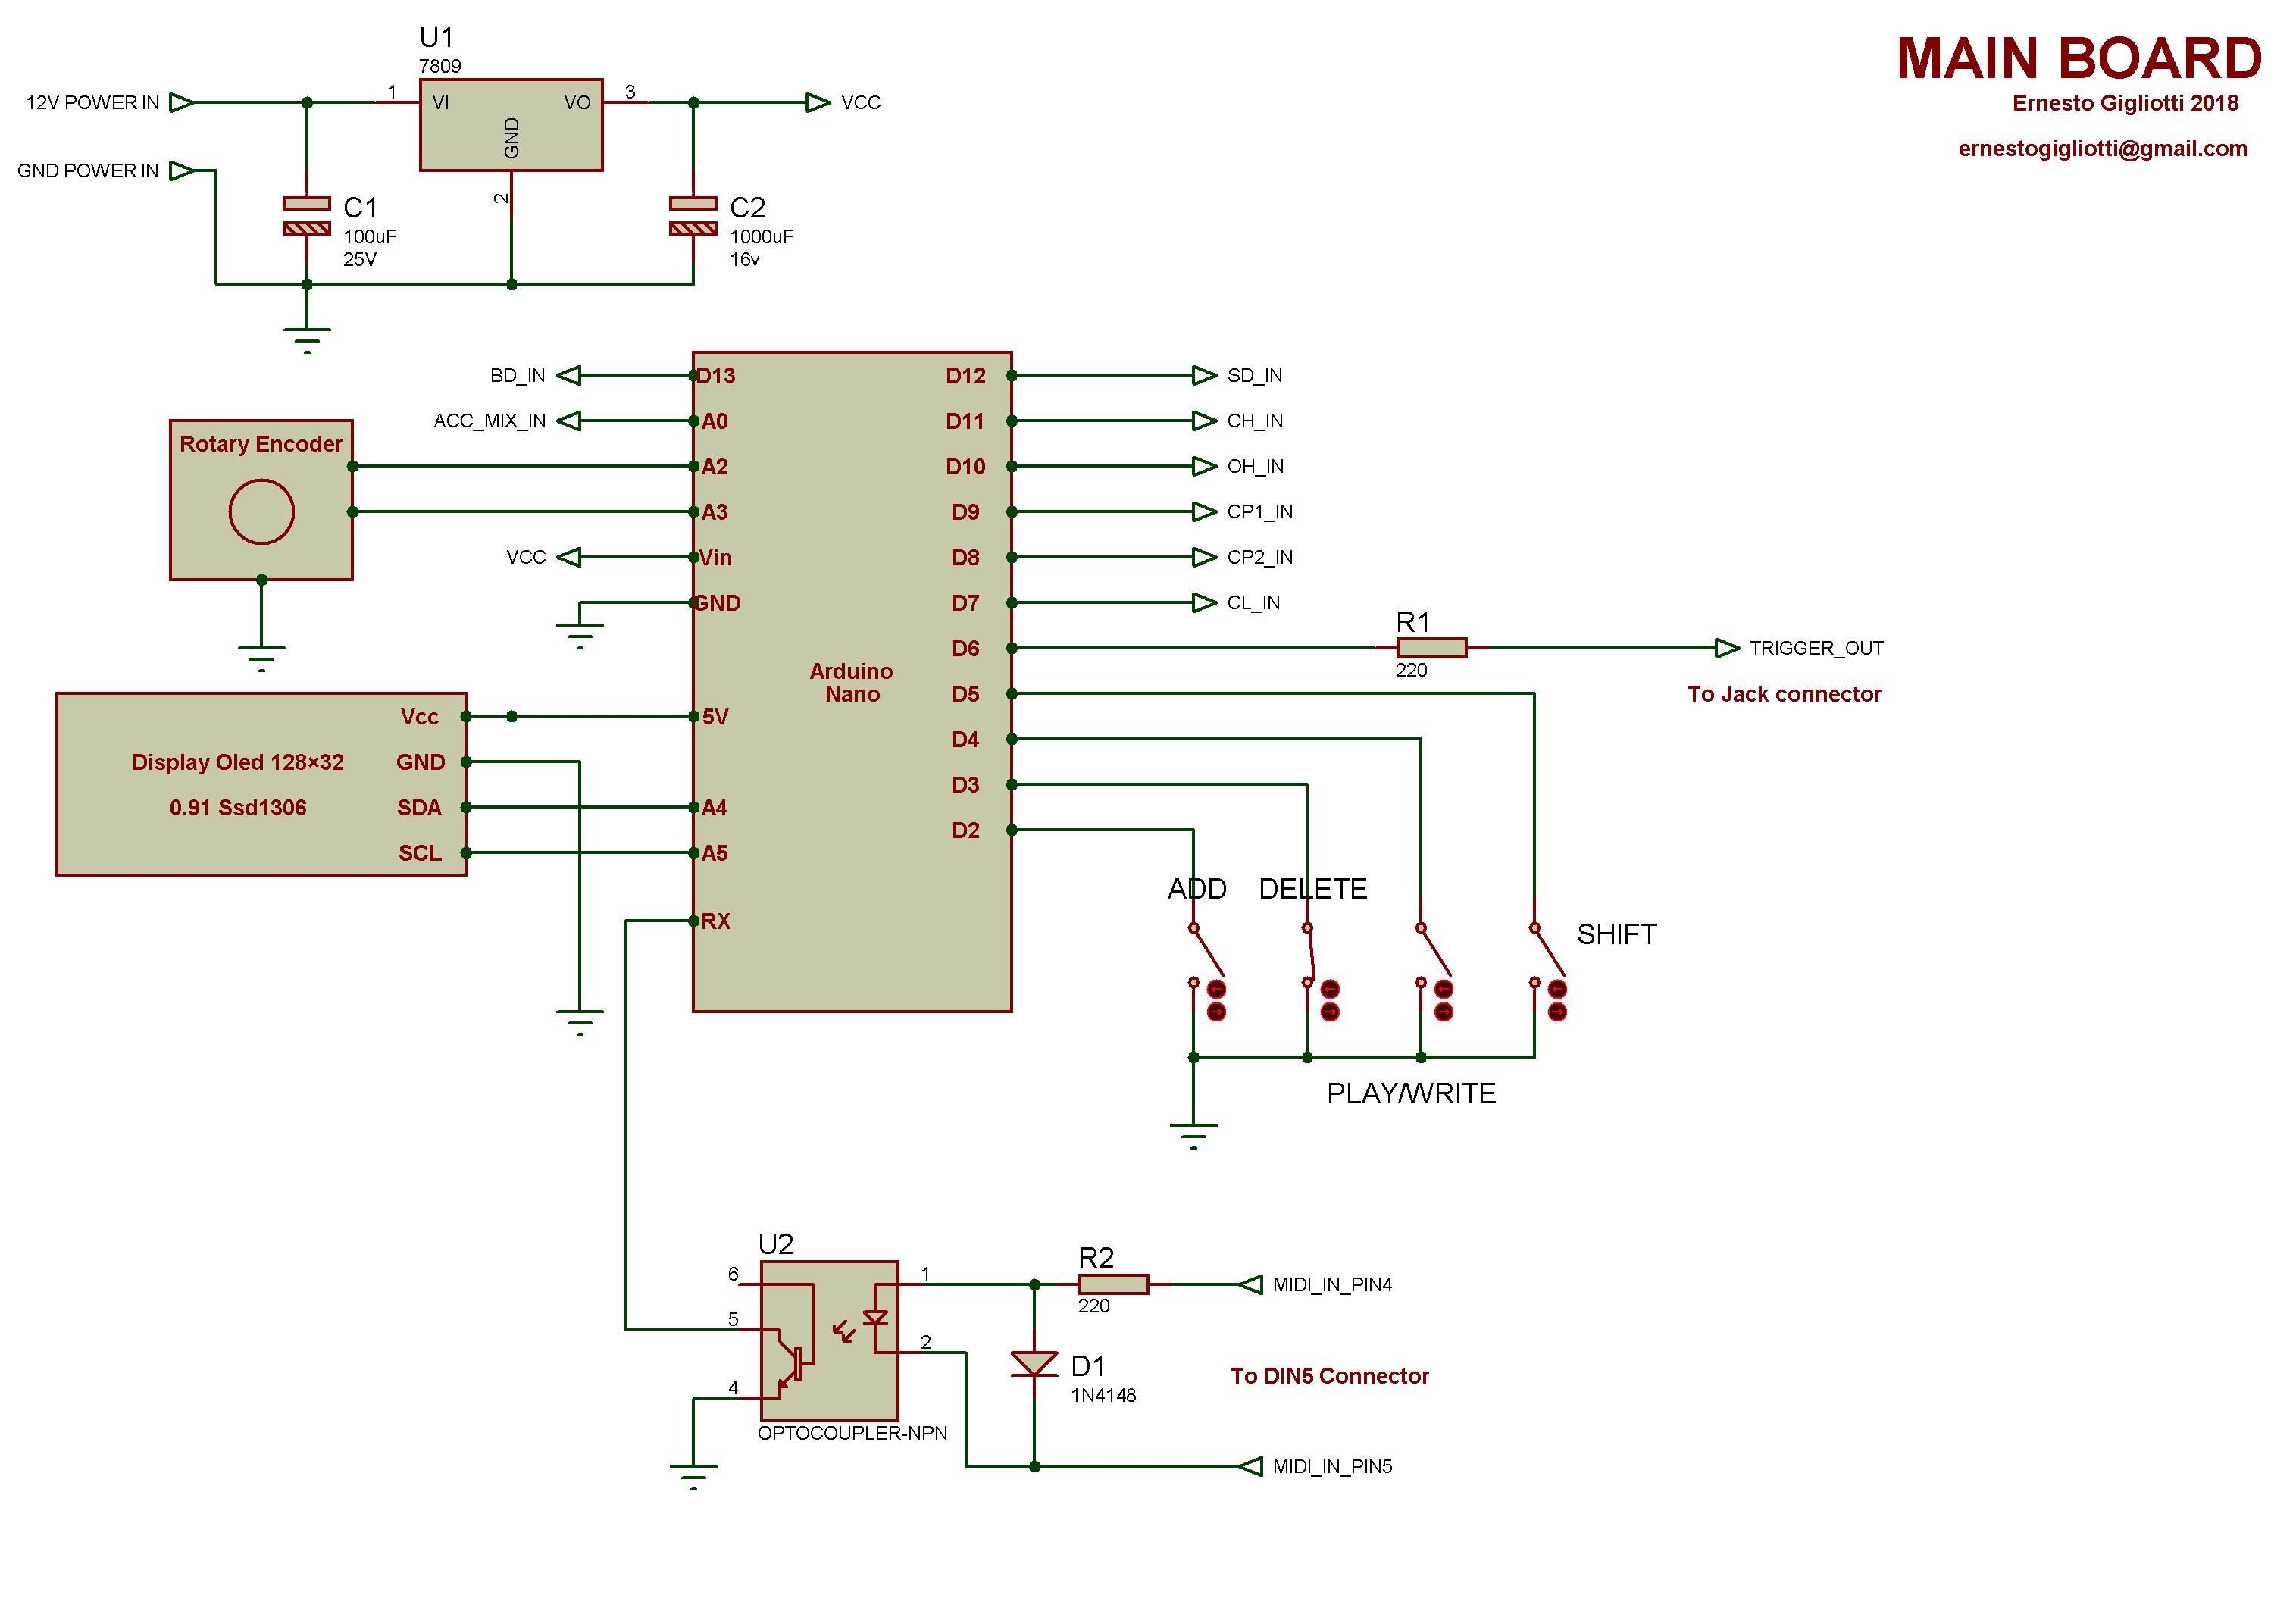 MAIN BOARD
Ernesto Gigliotti 2018
ernestogigliotti@gmail.com
U1
7809
12V POWER IN
1
VI
VO
3
VCC
GND
GND POWER IN
2
C1
100uF
25V
C2
1000uF
16v
BD_IN
D13
D12
SD_IN
ACC_MIX_IN
A0
D11
CH_IN
Rotary Encoder
A2
D10
OH_IN
A3
D9
CP1_IN
VCC
Vin
D8
CP2_IN
GND
D7
CL_IN
D6
R1
220
TRIGGER_OUT
To Jack connector
Arduino
Nano
D5
Vcc
5V
D4
Display Oled 128×32
GND
D3
0.91 Ssd1306
SDA
A4
D2
SCL
A5
RX
ADD
DELETE
SHIFT
PLAY/WRITE
U2
6
5
4
1
2
OPTOCOUPLER-NPN
R2
220
MIDI_IN_PIN4
D1
1N4148
To DIN5 Connector
MIDI_IN_PIN5